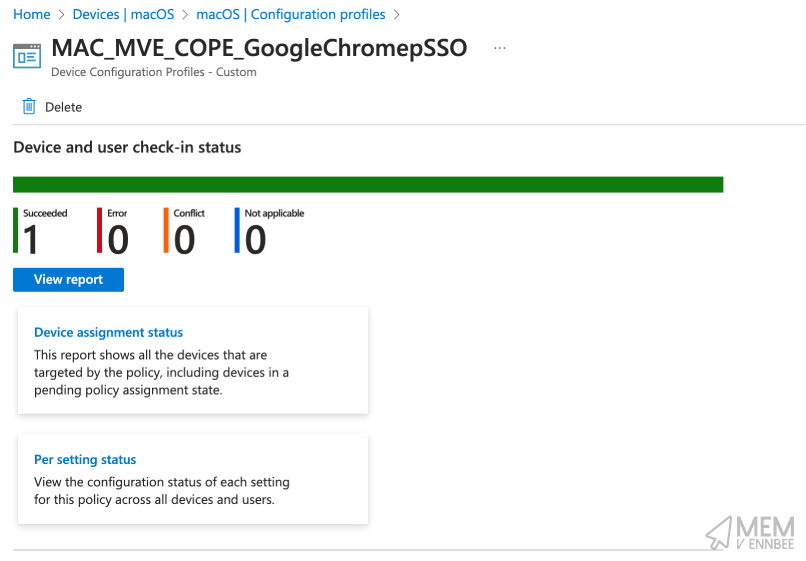 Home > Devices | macOS > macOS | Configuration profiles >
MAC_MVE_COPE_GoogleChromepSSO ...
Device Configuration Profiles - Custom
Delete
Device and user check-in status
Succeeded Error Conflict Not applicable
1 0 0 0
View report
Device assignment status
This report shows all the devices that are
targeted by the policy, including devices in a
pending policy assignment state.
Per setting status
View the configuration status of each setting
for this policy across all devices and users.
MEM
V ENNBEE